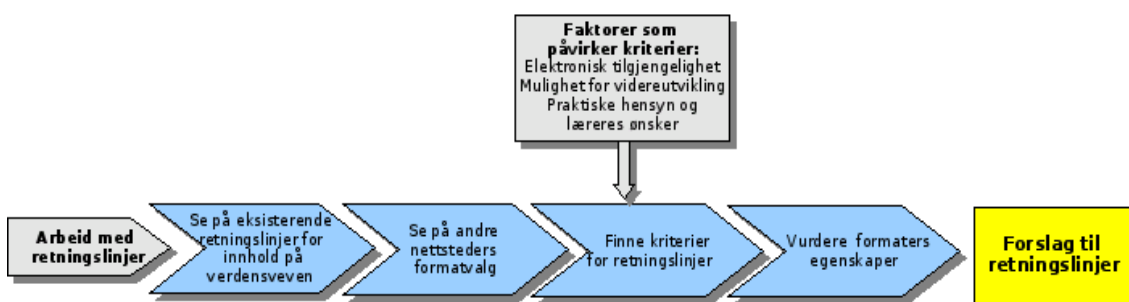 Faktorer som
påvirker kriterier:
Elektronisk tilgjengelighet
Mulighet for videreutvikling
Praktiske hensyn og
læreres ønsker
Arbeid med
retningslinjer
Se på eksisterende
retningslinjer for
innhold på
verdensveven
Se på andre
nettsteders
formatvalg
Finne kriterier
for retningslinjer
Vurdere formaters
egenskaper
Forslag til
retningslinjer